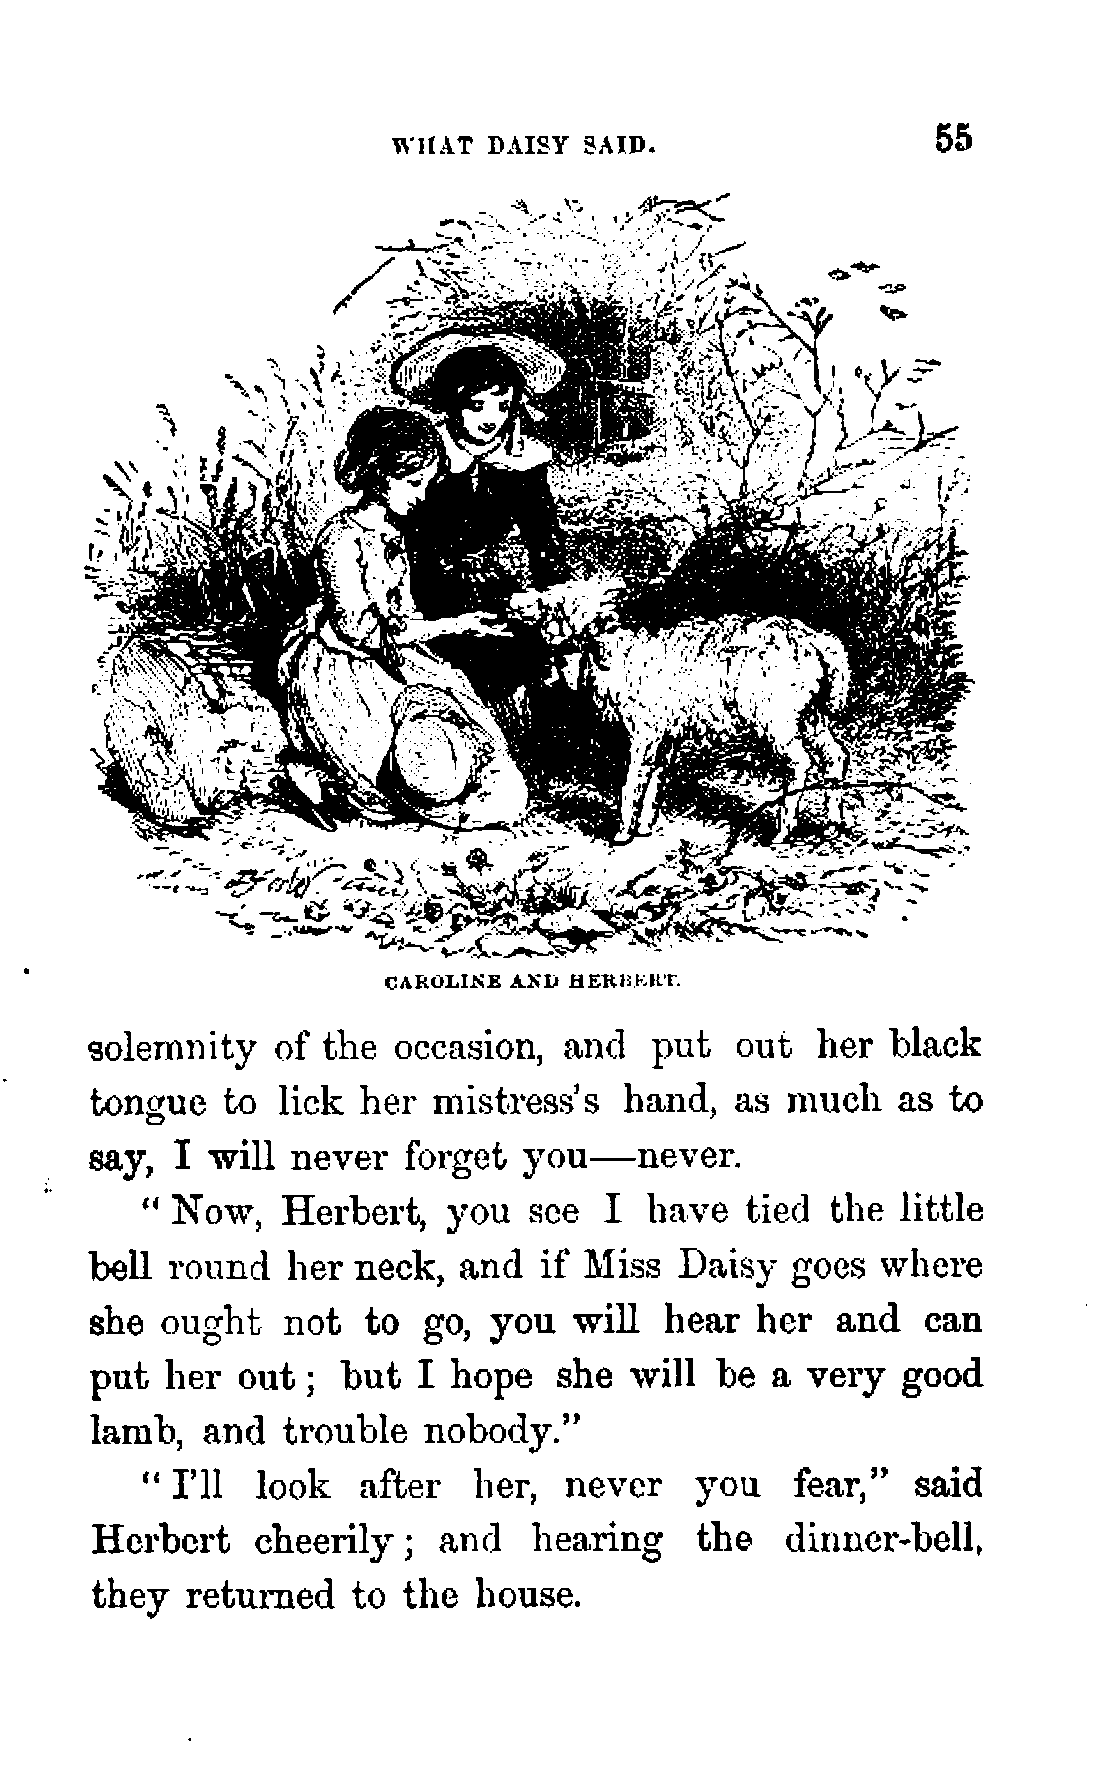 WHAT DAISY SAID. 55
CAROLINE AND HERBERT.
solemnity of the occasion, and put out her black
tongue to lick her mistress's hand, as much as to
say, I will never forget you—never.
“Now, Herbert, you see I have tied the little
bell round her neck, and if Miss Daisy goes where
she ought not to go, you will hear her and can
put her out; but I hope she will be a very good
lamb, and trouble nobody.”
“I'll look after her, never you fear,” said
Herbert cheerily; and hearing the dinner-bell,
they returned to the house.